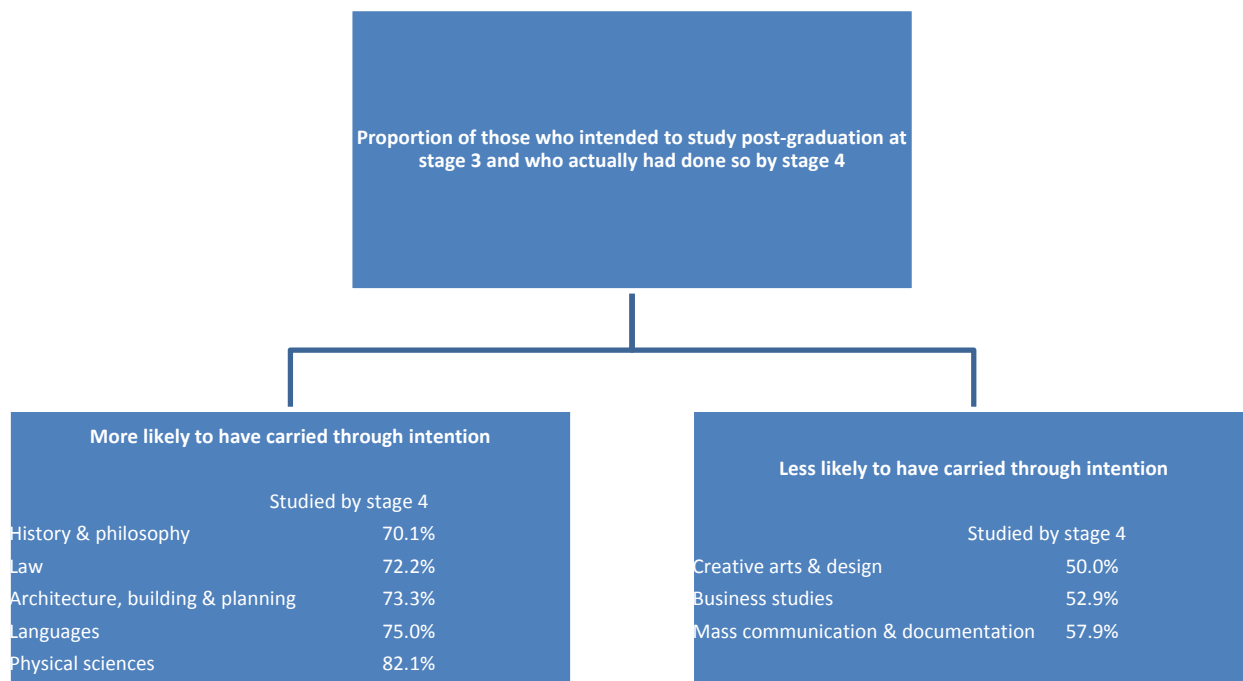 Proportion of those who intended to study post-graduation at
stage 3 and who actually had done so by stage 4
More likely to have carried through intention
Studied by stage 4
History & philosophy 70.1%
Law 72.2%
Architecture, building & planning 73.3%
Languages 75.0%
Physical sciences 82.1%
Less likely to have carried through intention
Studied by stage 4
Creative arts & design 50.0%
Business studies 52.9%
Mass communication & documentation 57.9%